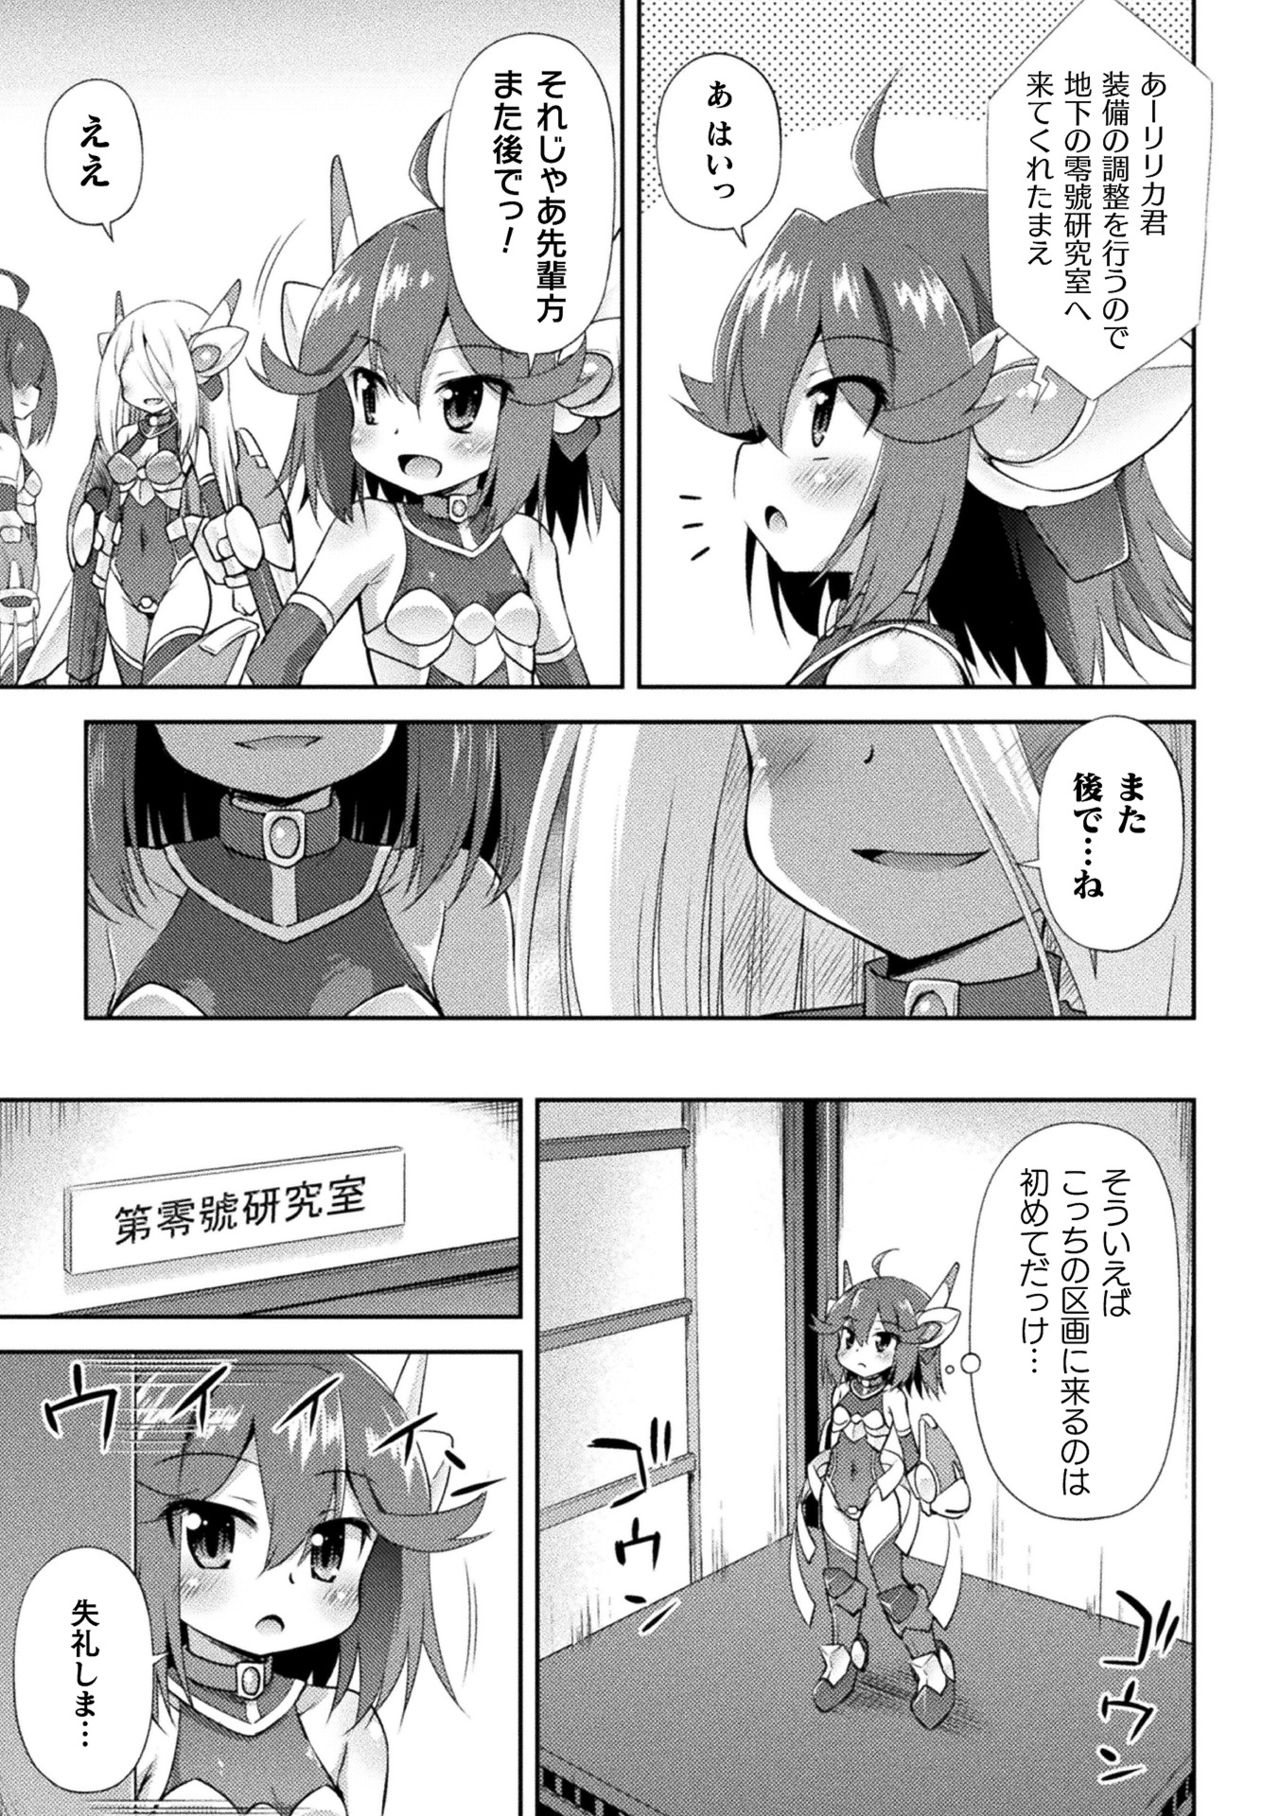 あーリリカ君
装備の調整を行うので
地下の零號研究室へ
来てくれたまえ
あ はいっ
それじゃあ先輩方
また後でっ！
ええ
また
後で…ね
そういえば
こっちの区画に来るのは
初めてだっけ…
ゴウン
ゴウン
第零號研究室
ウィィィン
失礼しま…